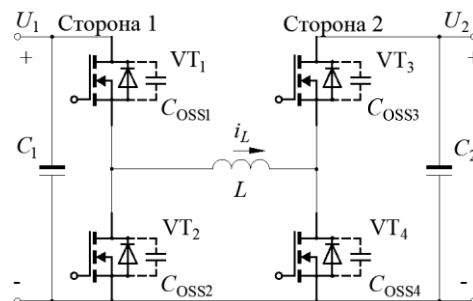 U1 Сторона 1 Сторона 2 U2
+ VT1 VT3 +
COSS1 COSS3
C1 iL C2
L
VT2 VT4
- COSS2 COSS4 -